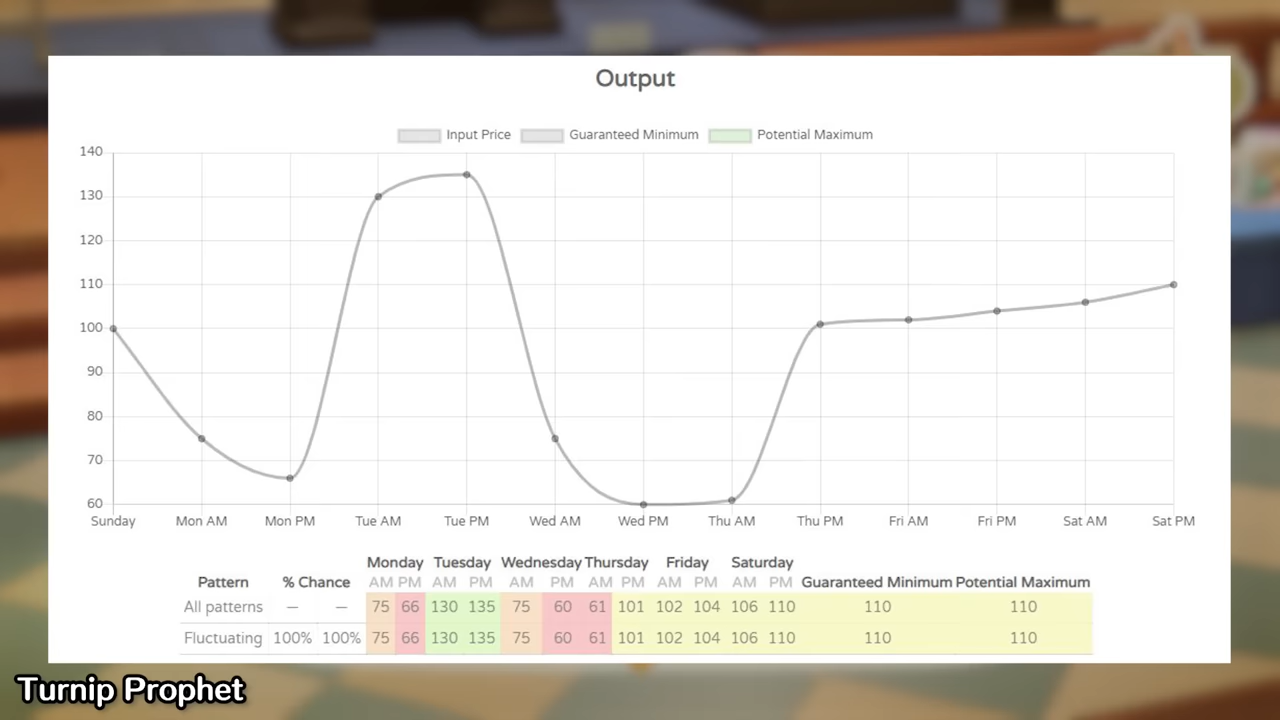 Output
Input Price Guaranteed Minimum Potential Maximum
140
130
120
110
100
90
80
70
60
Sunday Mon AM Mon PM Tue AM Tue PM Wed AM Wed PM Thu AM Thu PM Fri AM Fri PM Sat AM Sat PM
Monday Tuesday Wednesday Thursday Friday Saturday
Pattern % Chance AM PM AM PM AM PM AM PM AM PM AM PM Guaranteed Minimum Potential Maximum
All patterns — — 75 66 130 135 75 60 61 101 102 104 106 110 110 110
Fluctuating 100% 100% 75 66 130 135 75 60 61 101 102 104 106 110 110 110
Turnip Prophet